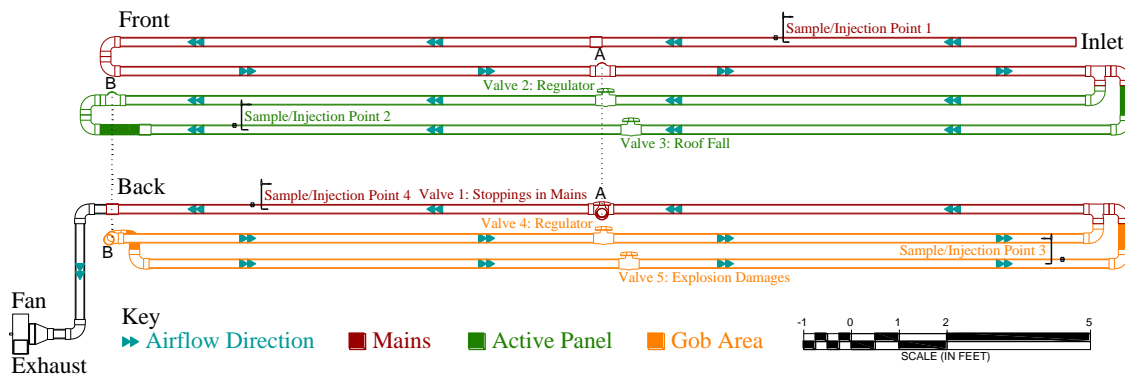 Front
Sample/Injection Point 1
Inlet
A
B
Valve 2: Regulator
Sample/Injection Point 2
Valve 3: Roof Fall
Back
Sample/Injection Point 4
Valve 1: Stoppings in Mains
A
Valve 4: Regulator
B
Sample/Injection Point 3
Valve 5: Explosion Damages
Fan
Exhaust
Key
Airflow Direction
Mains
Active Panel
Gob Area
-1 0 1 2 5
SCALE (IN FEET)